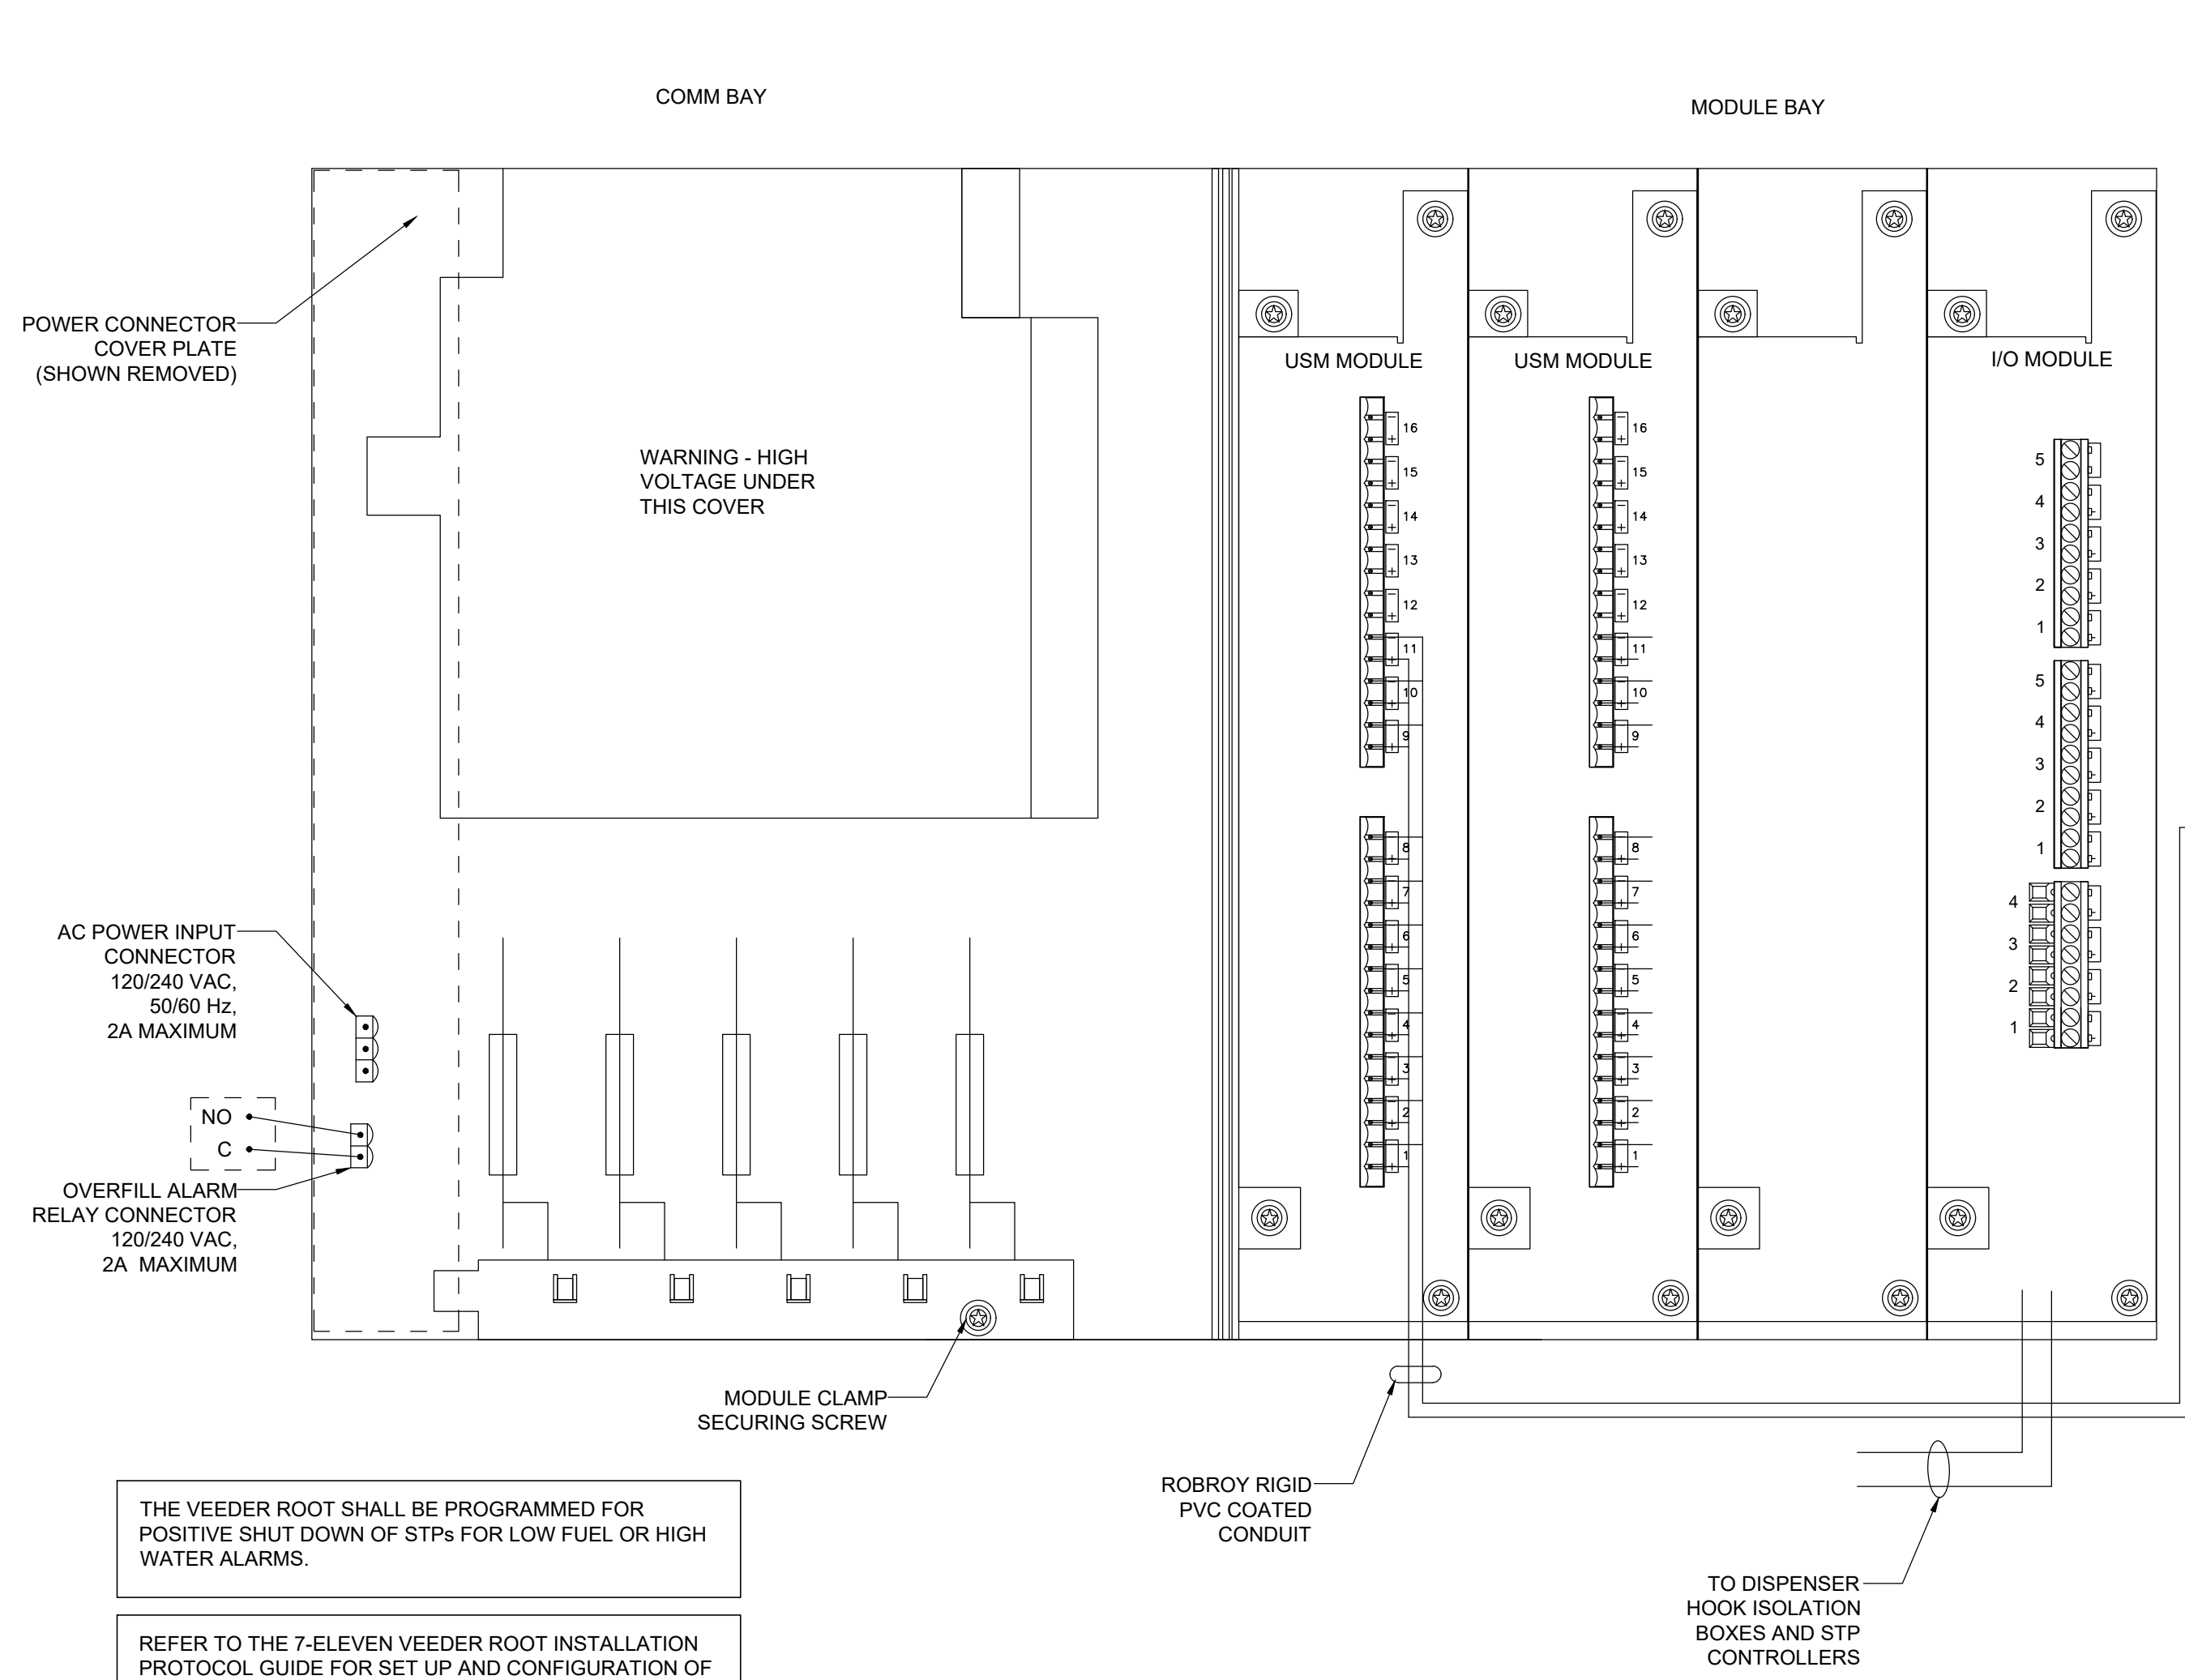 COMM BAY
MODULE BAY
POWER CONNECTOR
COVER PLATE
(SHOWN REMOVED)
WARNING - HIGH
VOLTAGE UNDER
THIS COVER
AC POWER INPUT
CONNECTOR
120/240 VAC,
50/60 Hz,
2A MAXIMUM
NO
C
OVERFILL ALARM
RELAY CONNECTOR
120/240 VAC,
2A MAXIMUM
MODULE CLAMP
SECURING SCREW
USM MODULE
16
15
14
13
12
11
10
9
8
7
6
5
4
3
2
1
USM MODULE
16
15
14
13
12
11
10
9
8
7
6
5
4
3
2
1
I/O MODULE
5
4
3
2
1
5
4
3
2
1
4
3
2
1
ROBROY RIGID
PVC COATED
CONDUIT
TO DISPENSER
HOOK ISOLATION
BOXES AND STP
CONTROLLERS
THE VEEDER ROOT SHALL BE PROGRAMMED FOR
POSITIVE SHUT DOWN OF STPs FOR LOW FUEL OR HIGH
WATER ALARMS.
REFER TO THE 7-ELEVEN VEEDER ROOT INSTALLATION
PROTOCOL GUIDE FOR SET UP AND CONFIGURATION OF